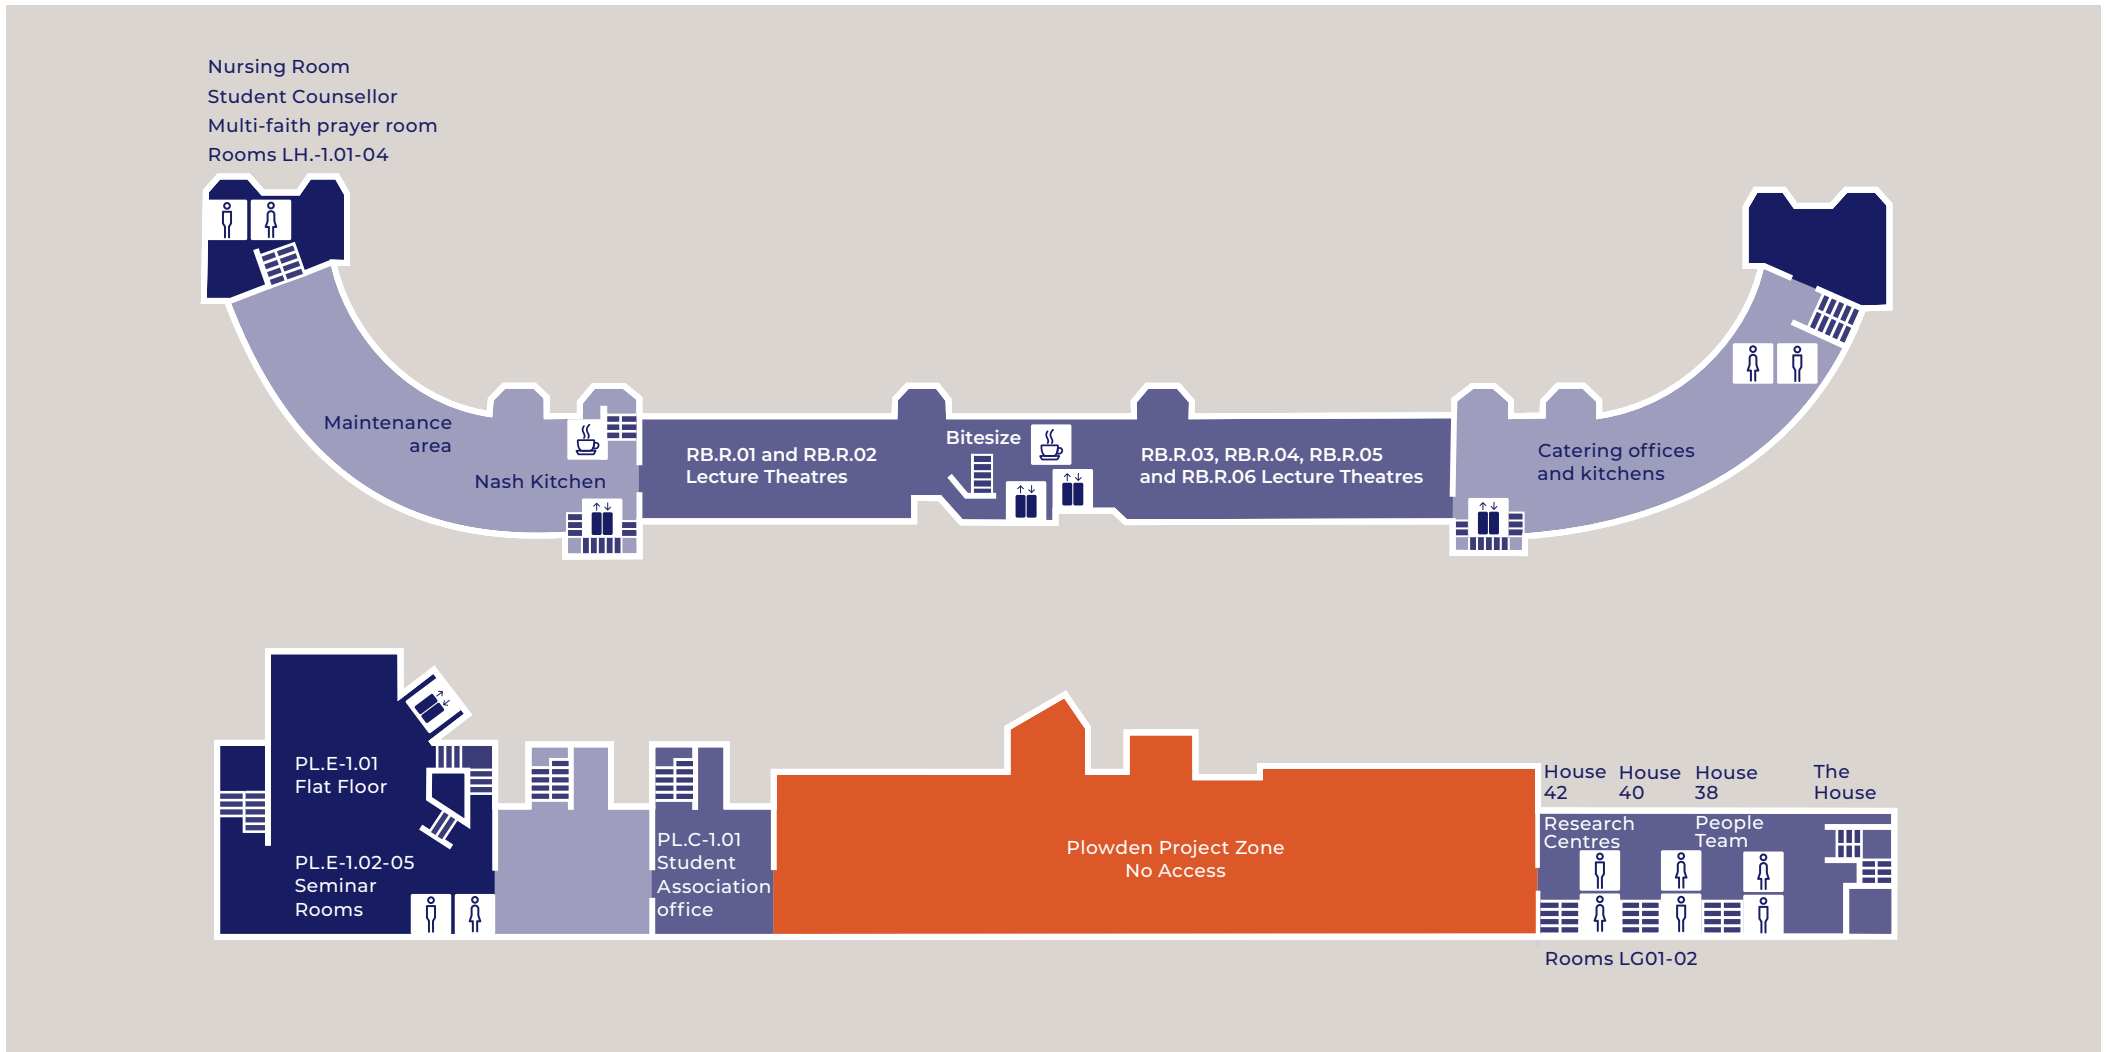 Nursing Room
Student Counsellor
Multi-faith prayer room
Rooms LH.-1.01-04
Maintenance
area
Nash Kitchen
RB.R.01 and RB.R.02
Lecture Theatres
Bitesize
RB.R.03, RB.R.04, RB.R.05
and RB.R.06 Lecture Theatres
Catering offices
and kitchens
PL.E-1.01
Flat Floor
PL.E-1.02-05
Seminar
Rooms
PL.C-1.01
Student
Association
office
Plowden Project Zone
No Access
House
42
House
40
House
38
The
House
Research
Centres
People
Team
Rooms LG01-02